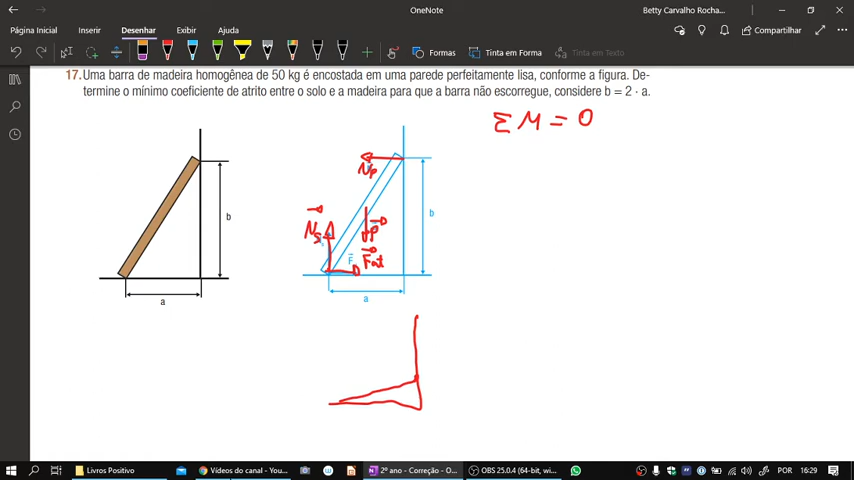 OneNote
Betty Carvalho Rocha...
Página Inicial
Inserir
Desenhar
Exibir
Ajuda
Compartilhar
Formas
Tinta em Forma
Tinta em Texto
17. Uma barra de madeira homogênea de 50 kg é encostada em uma parede perfeitamente lisa, conforme a figura. De-
termine o mínimo coeficiente de atrito entre o solo e a madeira para que a barra não escorregue, considere b = 2 · a.
Σ M = 0
Np
b
b
Ns
P
F
Fat
a
a
Livros Positivo
Vídeos do canal - Goo...
2º ano - Correção - O...
OBS 25.0.4 (64-bit, wi...
POR
16:29